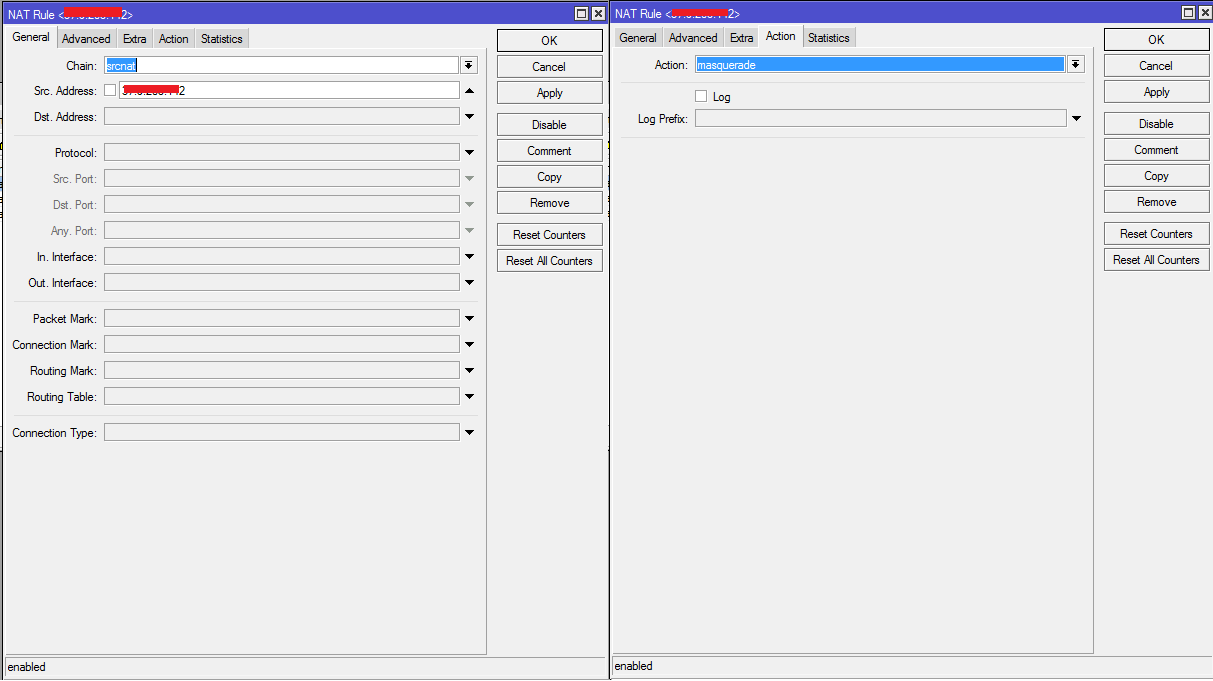 NAT Rule <
2>
General Advanced Extra Action Statistics
Chain: srcnat
Src. Address: 2
Dst. Address:
Protocol:
Src. Port:
Dst. Port:
Any. Port:
In. Interface:
Out. Interface:
Packet Mark:
Connection Mark:
Routing Mark:
Routing Table:
Connection Type:
OK
Cancel
Apply
Disable
Comment
Copy
Remove
Reset Counters
Reset All Counters
enabled
NAT Rule <
2>
General Advanced Extra Action Statistics
Action: masquerade
Log
Log Prefix:
OK
Cancel
Apply
Disable
Comment
Copy
Remove
Reset Counters
Reset All Counters
enabled